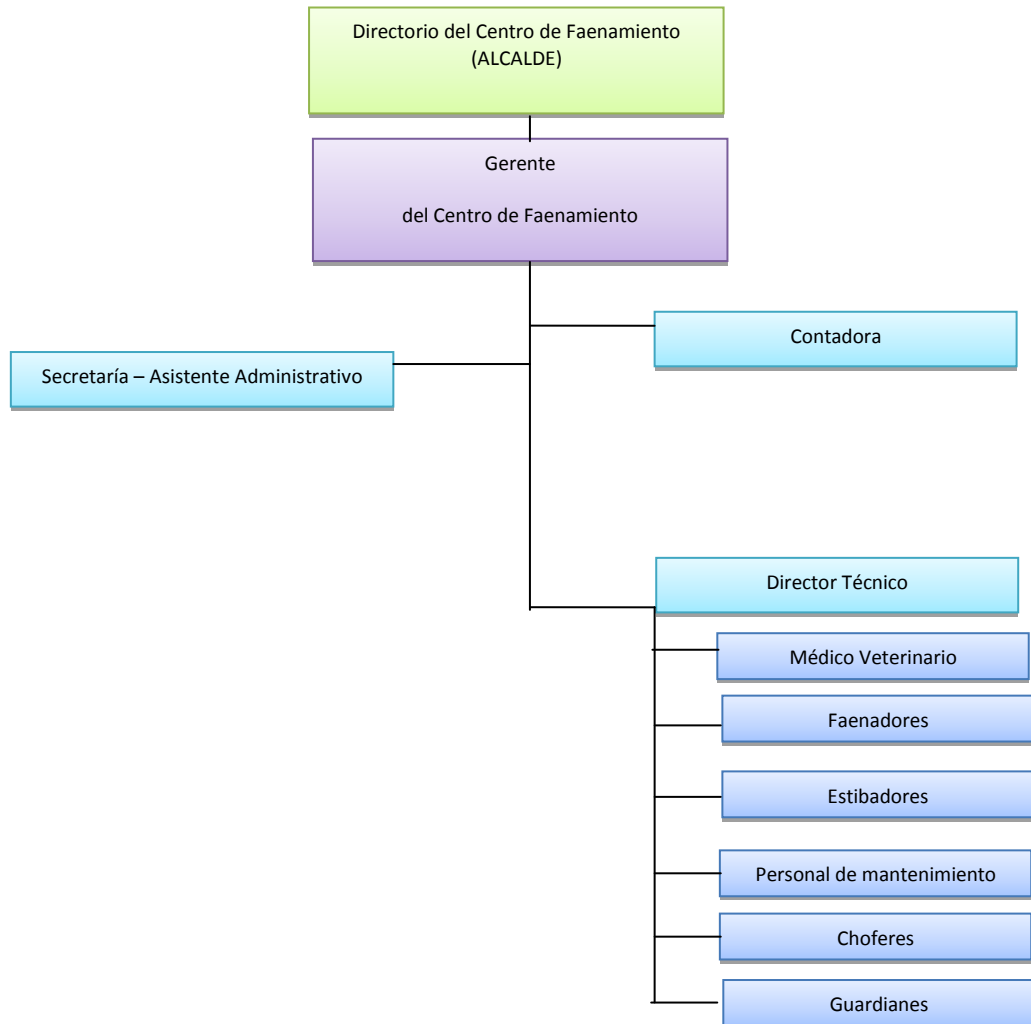 Directorio del Centro de Faenamiento
(ALCALDE)
Gerente
del Centro de Faenamiento
Contadora
Secretaría – Asistente Administrativo
Director Técnico
Médico Veterinario
Faenadores
Estibadores
Personal de mantenimiento
Choferes
Guardianes